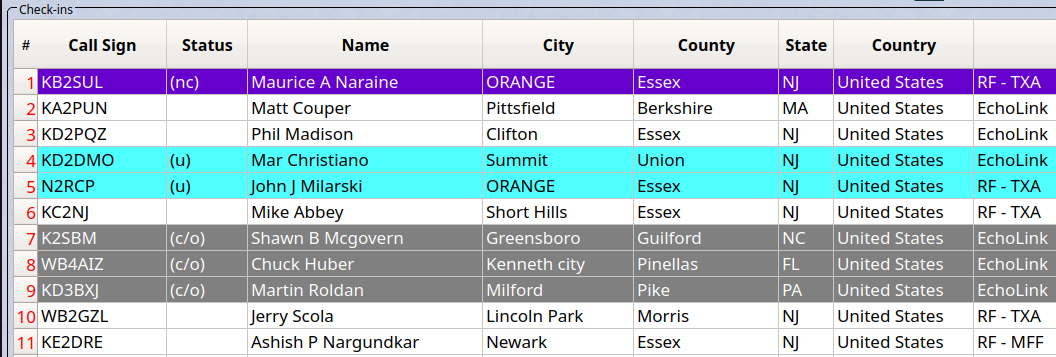 Check-ins
# Call Sign Status Name City County State Country
1 KB2SUL (nc) Maurice A Naraine ORANGE Essex NJ United States RF - TXA
2 KA2PUN Matt Couper Pittsfield Berkshire MA United States EchoLink
3 KD2PQZ Phil Madison Clifton Essex NJ United States EchoLink
4 KD2DMO (u) Mar Christiano Summit Union NJ United States EchoLink
5 N2RCP (u) John J Milarski ORANGE Essex NJ United States RF - TXA
6 KC2NJ Mike Abbey Short Hills Essex NJ United States RF - TXA
7 K2SBM (c/o) Shawn B Mcgovern Greensboro Guilford NC United States EchoLink
8 WB4AIZ (c/o) Chuck Huber Kenneth city Pinellas FL United States EchoLink
9 KD3BXJ (c/o) Martin Roldan Milford Pike PA United States EchoLink
10 WB2GZL Jerry Scola Lincoln Park Morris NJ United States RF - TXA
11 KE2DRE Ashish P Nargundkar Newark Essex NJ United States RF - MFF